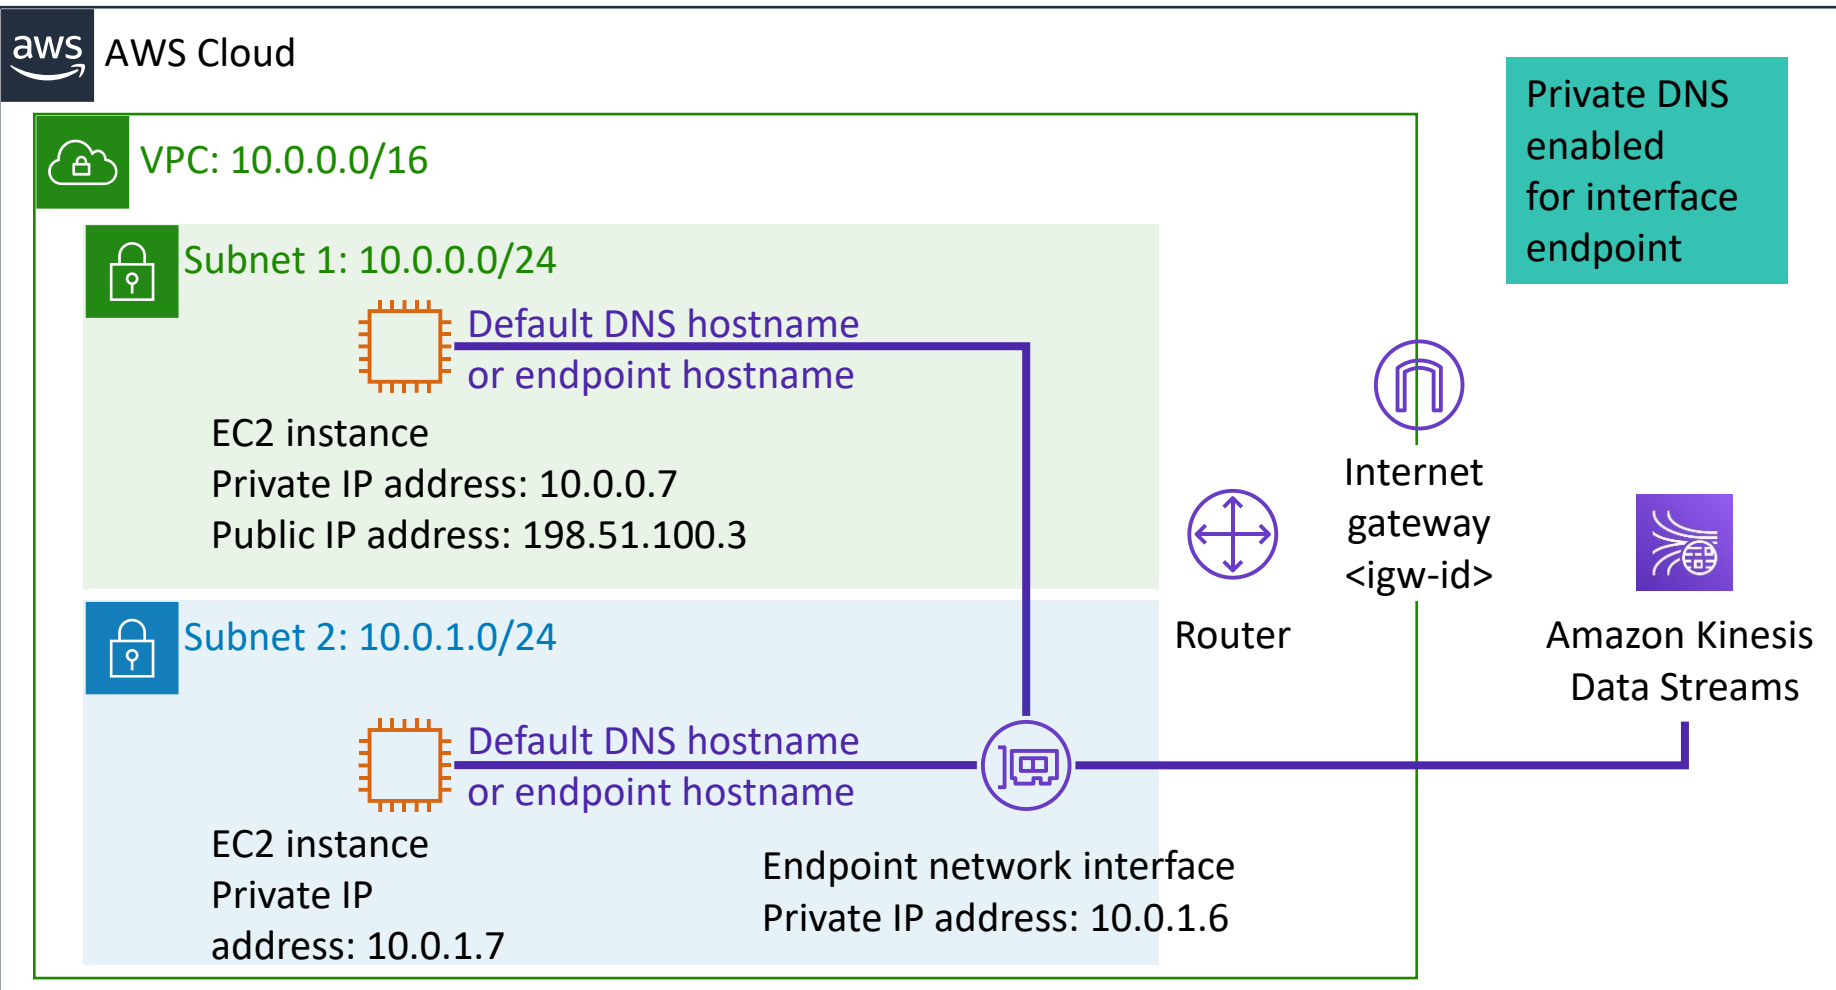 aws
AWS Cloud
Private DNS
enabled
for interface
endpoint
VPC: 10.0.0.0/16
Subnet 1: 10.0.0.0/24
Default DNS hostname
or endpoint hostname
EC2 instance
Private IP address: 10.0.0.7
Public IP address: 198.51.100.3
Internet
gateway
<igw-id>
Router
Amazon Kinesis
Data Streams
Subnet 2: 10.0.1.0/24
Default DNS hostname
or endpoint hostname
EC2 instance
Private IP
address: 10.0.1.7
Endpoint network interface
Private IP address: 10.0.1.6